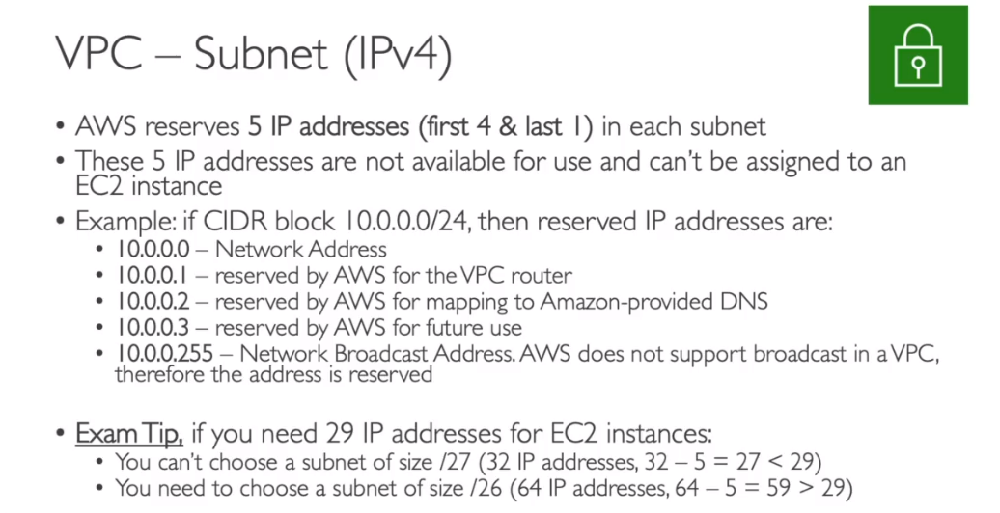 VPC – Subnet (IPv4)
• AWS reserves 5 IP addresses (first 4 & last 1) in each subnet
• These 5 IP addresses are not available for use and can't be assigned to an
EC2 instance
• Example: if CIDR block 10.0.0.0/24, then reserved IP addresses are:
• 10.0.0.0 – Network Address
• 10.0.0.1 – reserved by AWS for the VPC router
• 10.0.0.2 – reserved by AWS for mapping to Amazon-provided DNS
• 10.0.0.3 – reserved by AWS for future use
• 10.0.0.255 – Network Broadcast Address. AWS does not support broadcast in a VPC,
therefore the address is reserved
• Exam Tip, if you need 29 IP addresses for EC2 instances:
• You can't choose a subnet of size /27 (32 IP addresses, 32 – 5 = 27 < 29)
• You need to choose a subnet of size /26 (64 IP addresses, 64 – 5 = 59 > 29)